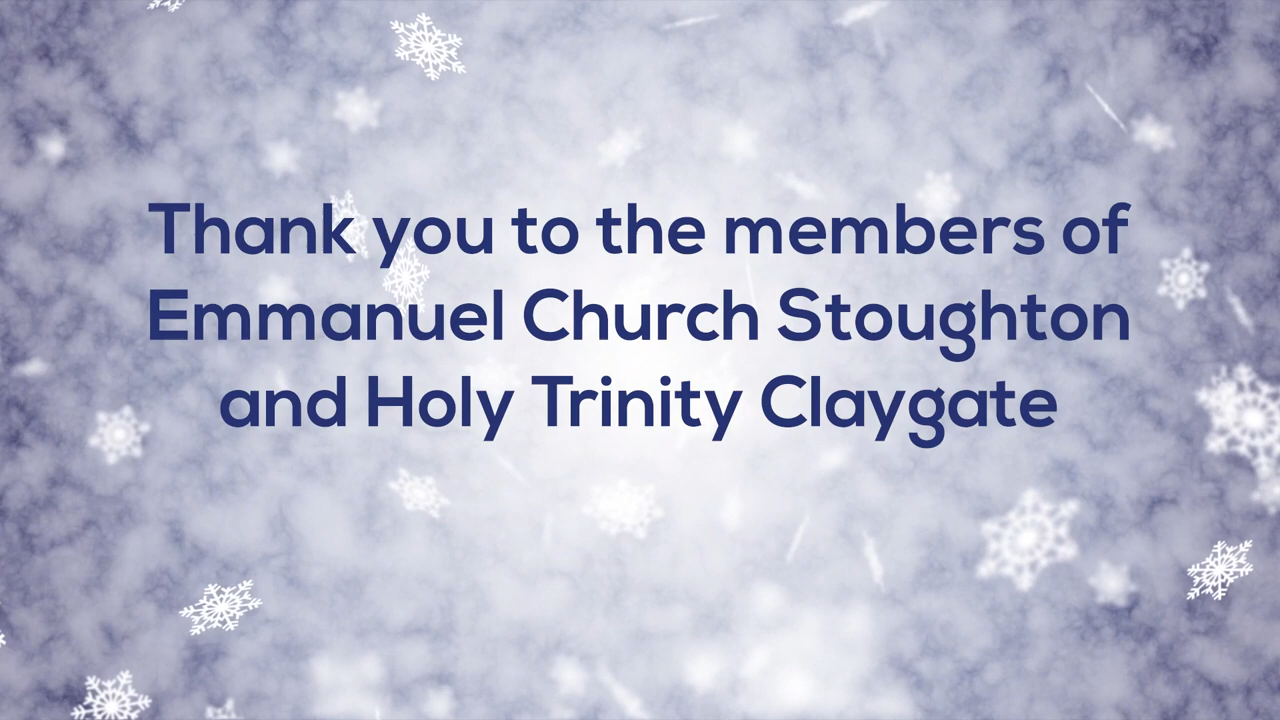 Thank you to the members of
Emmanuel Church Stoughton
and Holy Trinity Claygate